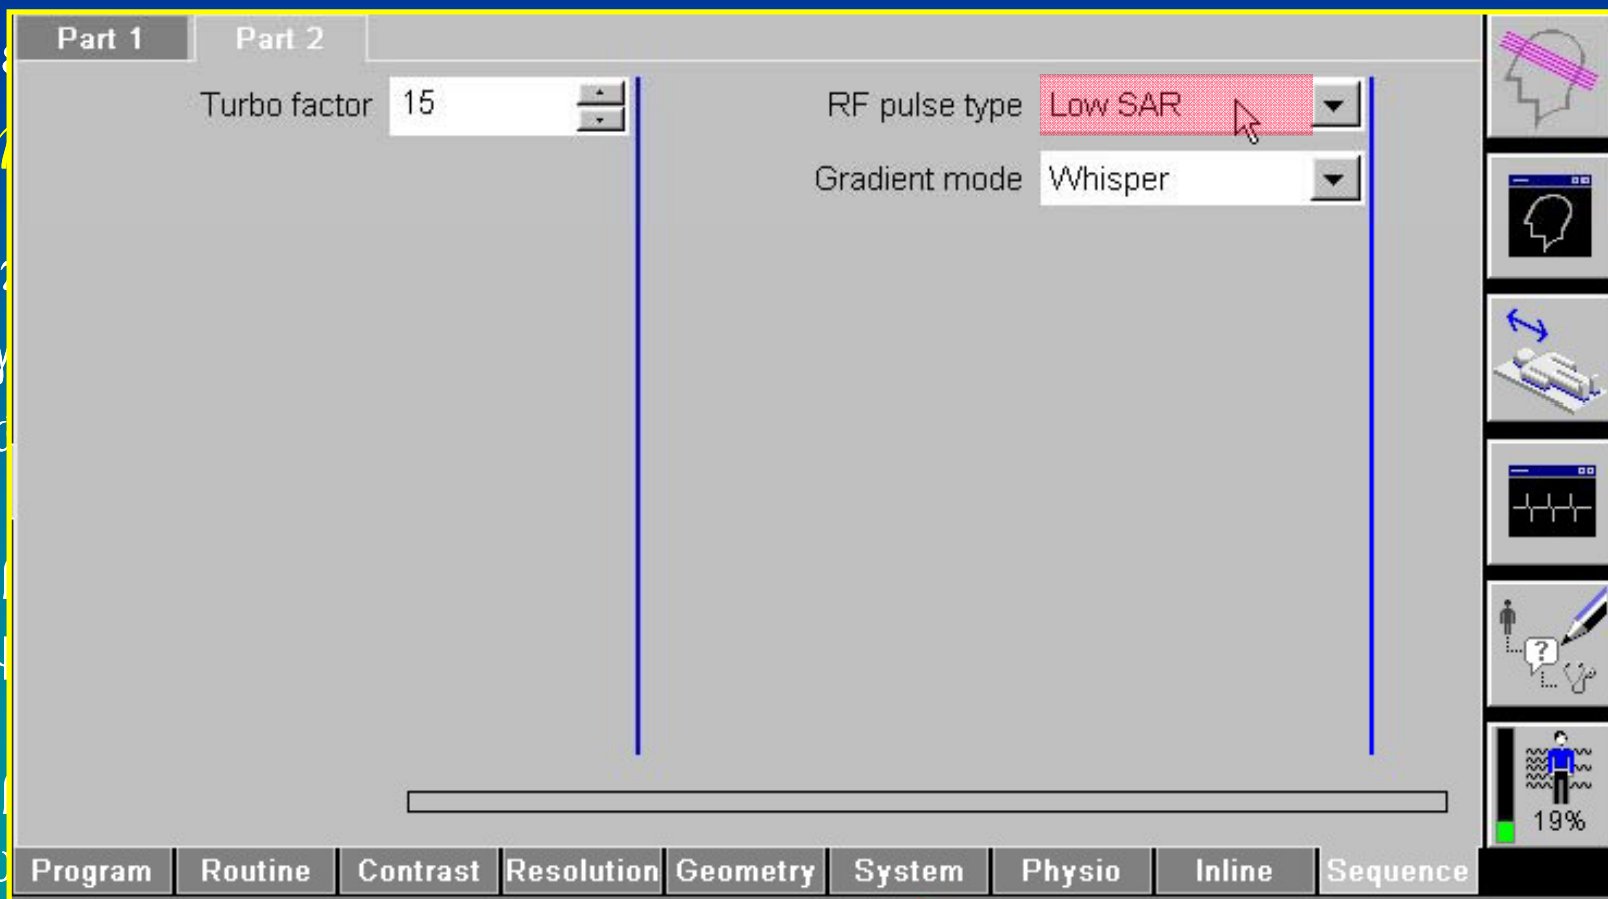 Part 1 Part 2
Turbo factor 15 RF pulse type Low SAR
Gradient mode Whisper
?
19%
Program Routine Contrast Resolution Geometry System Physio Inline Sequence